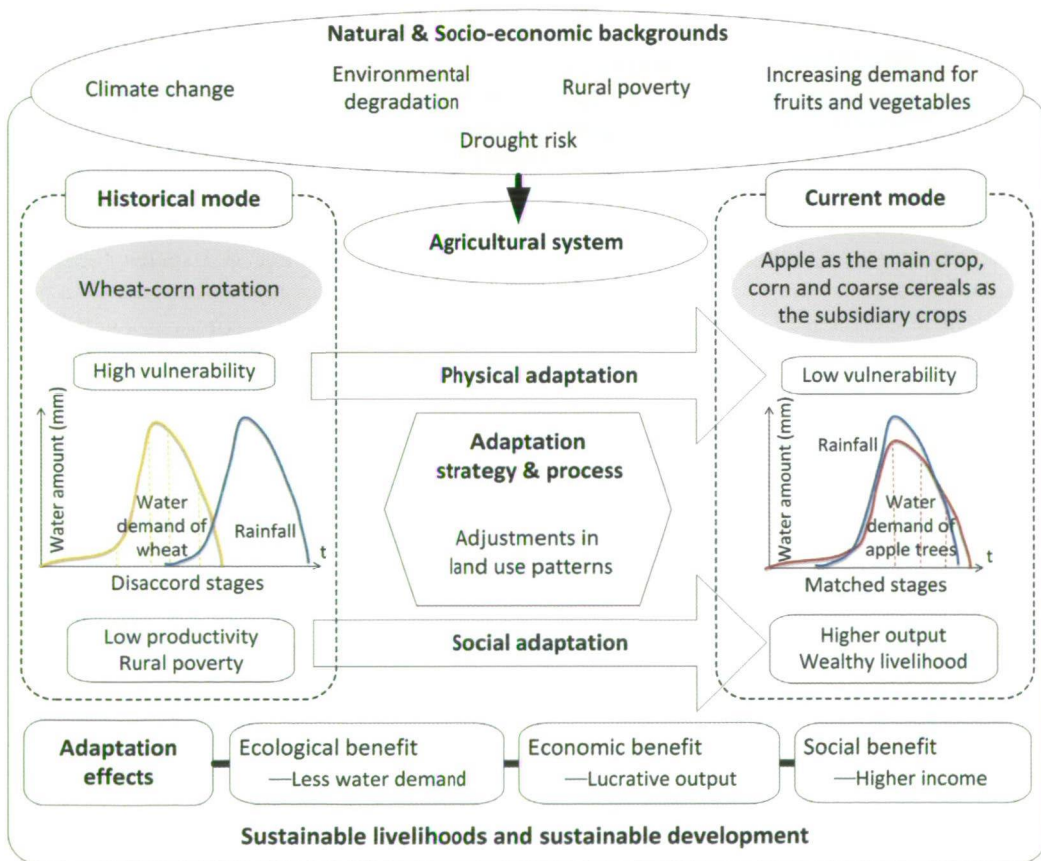 Natural & Socio-economic backgrounds
Climate change
Environmental
degradation
Rural poverty
Increasing demand for
fruits and vegetables
Drought risk
Historical mode
Current mode
Agricultural system
Wheat-corn rotation
Apple as the main crop,
corn and coarse cereals as
the subsidiary crops
High vulnerability
Physical adaptation
Low vulnerability
Water amount (mm)
Water
demand of
wheat
Rainfall
t
Disaccord stages
Adaptation
strategy & process
Adjustments in
land use patterns
Water amount (mm)
Rainfall
Water
demand of
apple trees
t
Matched stages
Low productivity
Rural poverty
Social adaptation
Higher output
Wealthy livelihood
Adaptation
effects
Ecological benefit
—Less water demand
Economic benefit
—Lucrative output
Social benefit
—Higher income
Sustainable livelihoods and sustainable development